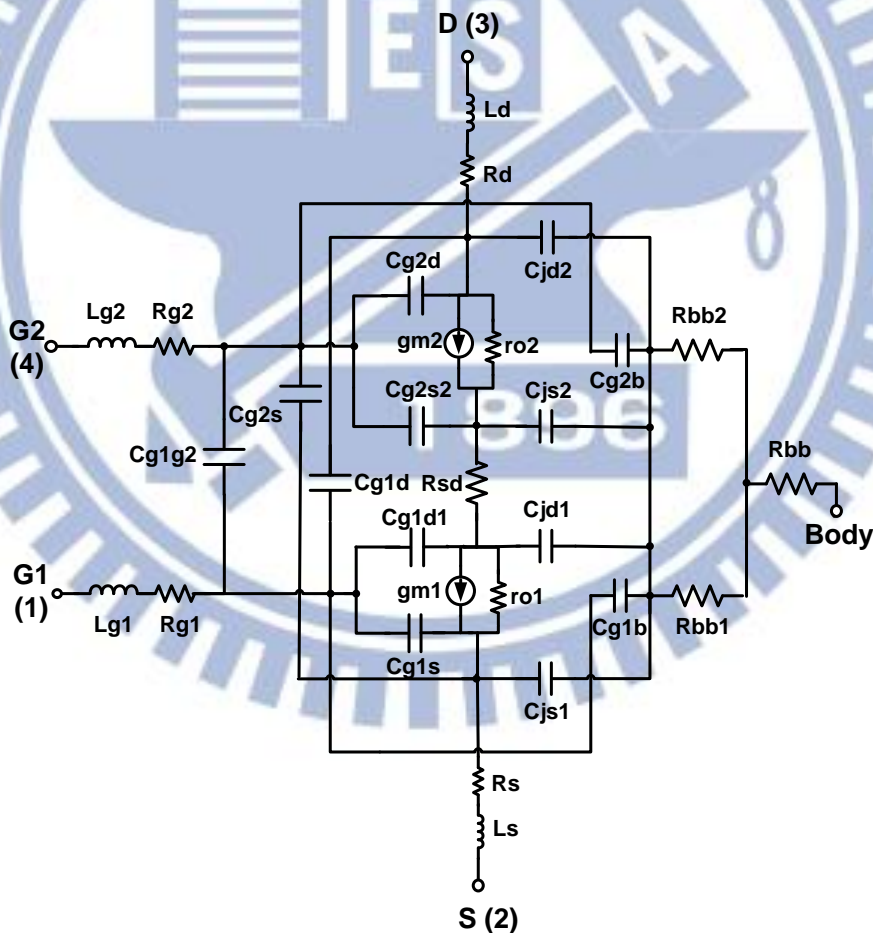 D (3)
Ld
Rd
Cg2d
Cjd2
Lg2
Rg2
G2
(4)
gm2
ro2
Rbb2
Cg2b
Cg2s
Cg2s2
Cjs2
Cg1g2
Cg1d
Rsd
Rbb
Cg1d1
Cjd1
Body
G1
(1)
Lg1
Rg1
gm1
ro1
Cg1b
Rbb1
Cg1s
Cjs1
Rs
Ls
S (2)
E S A
1896